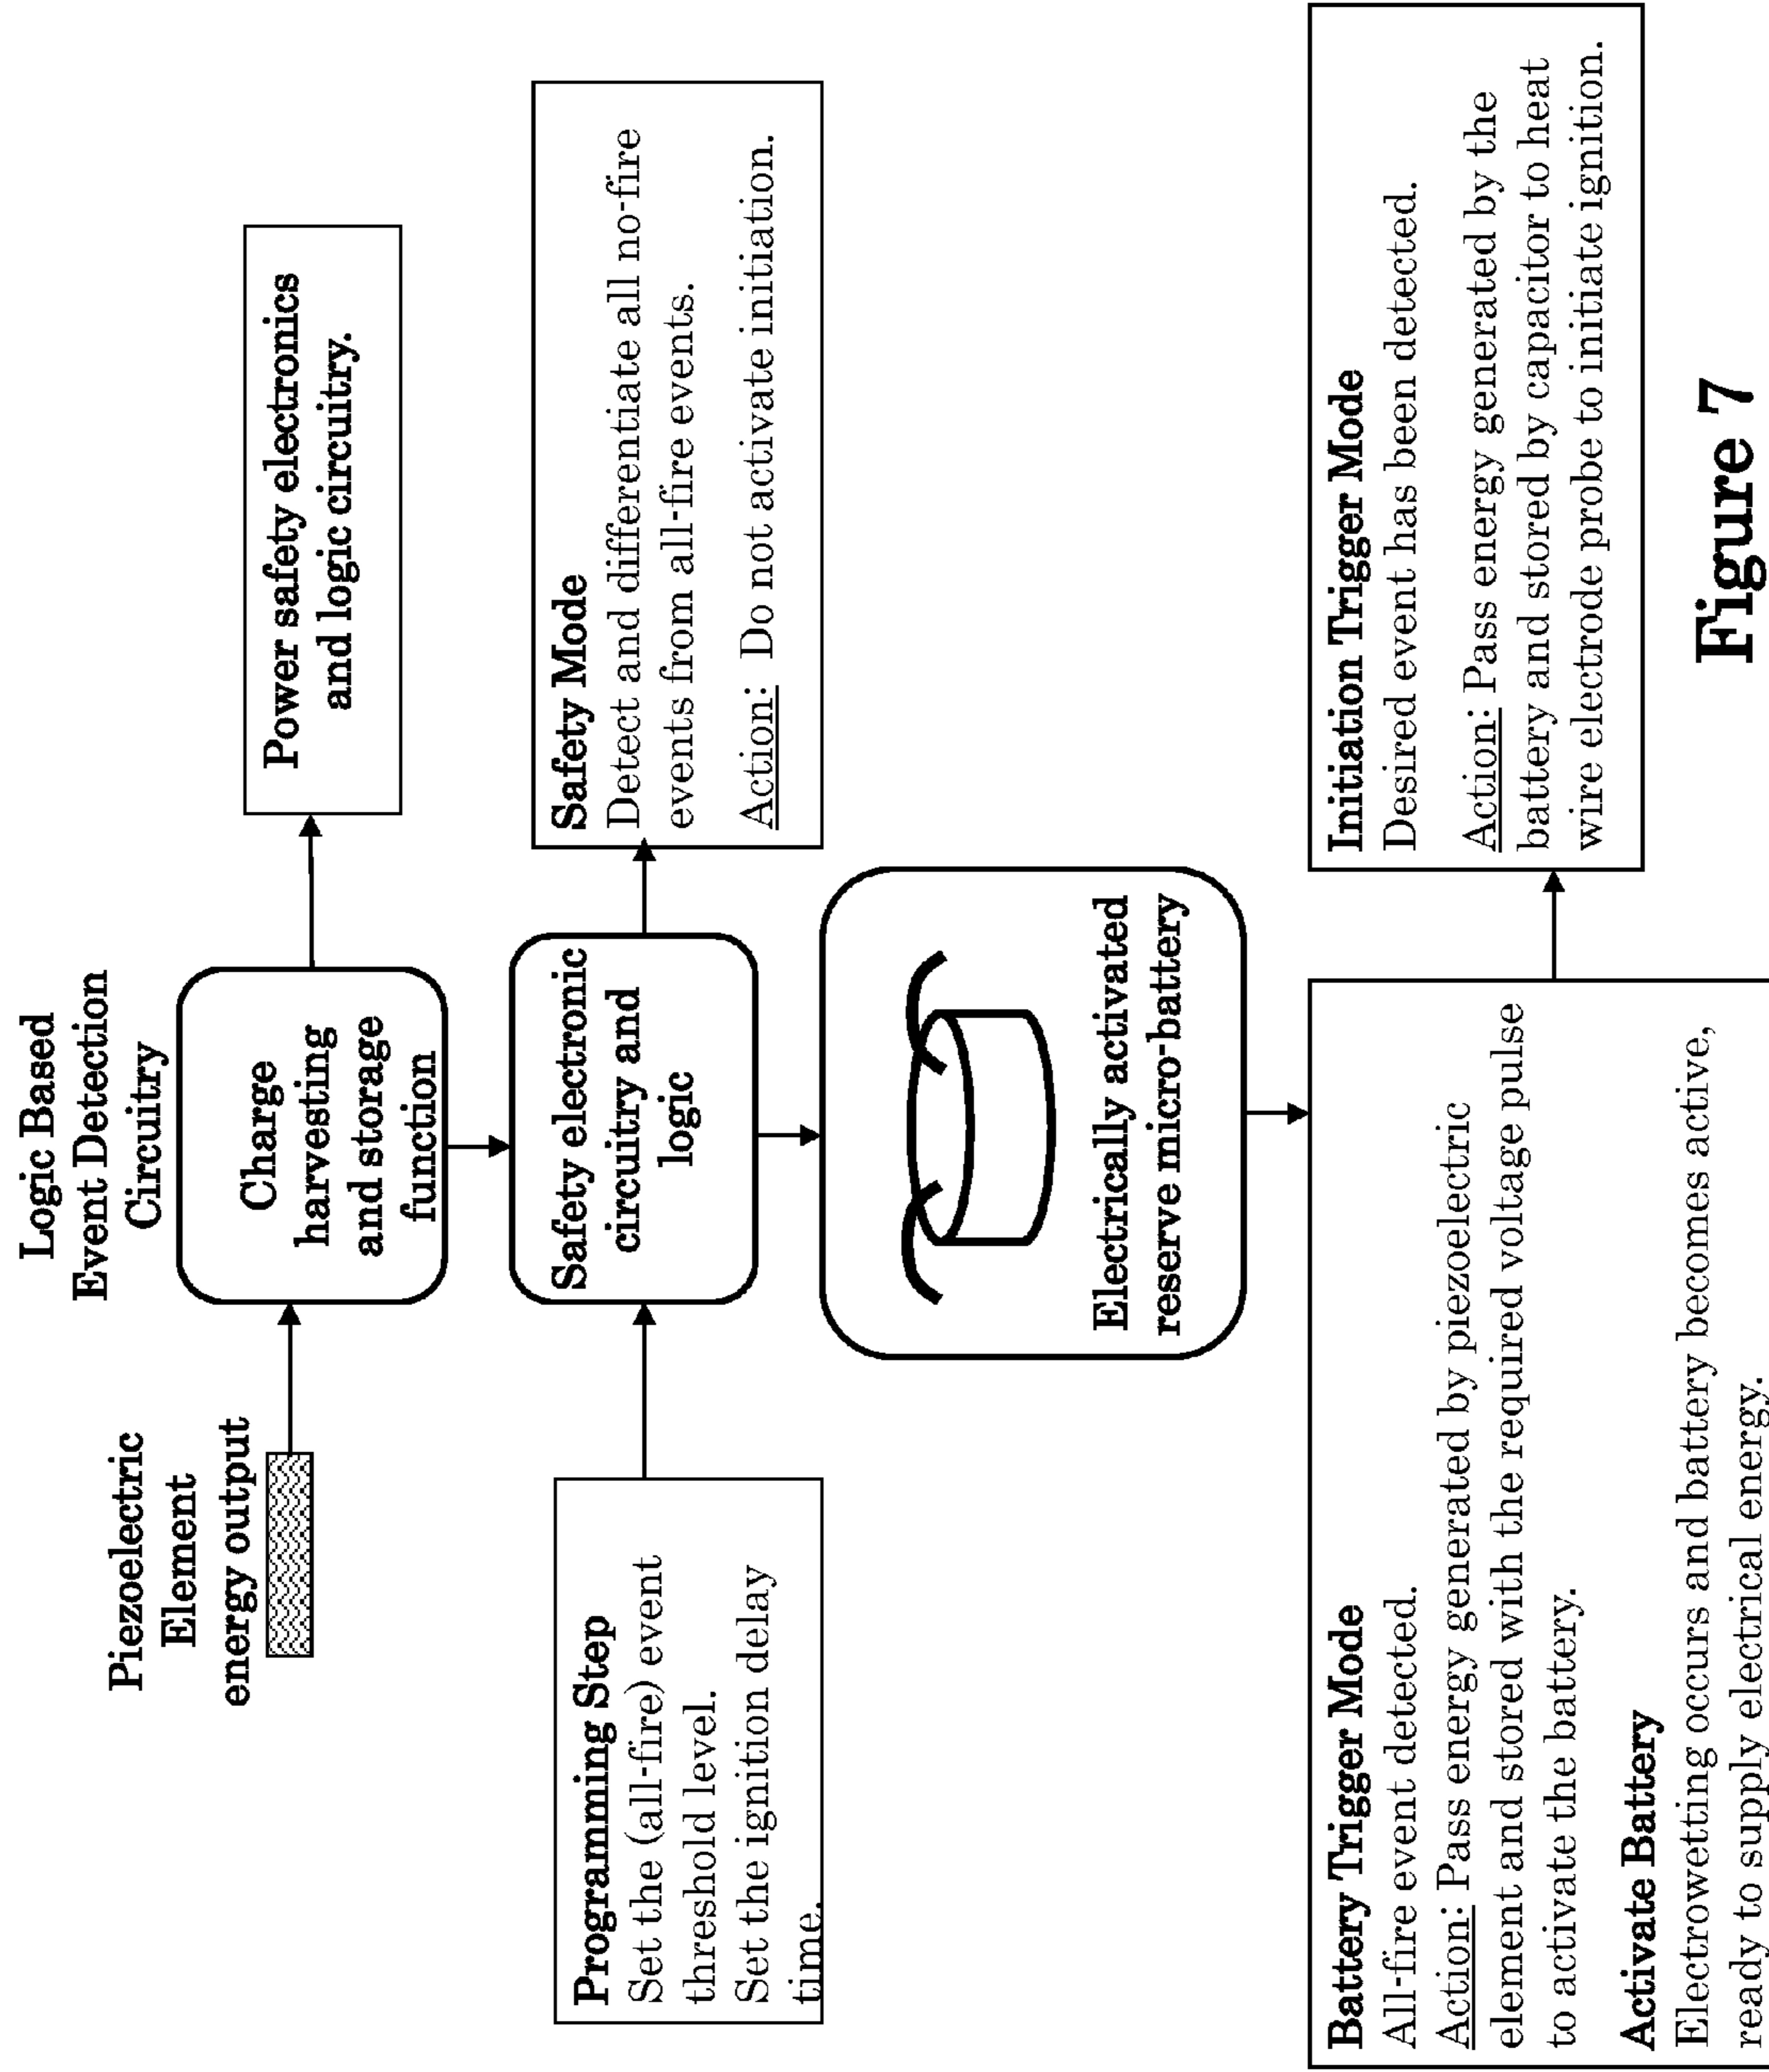 Logic Based
Event Detection
Circuitry
Piezoelectric
Element
energy output
Charge
harvesting
and storage
function
Power safety electronics
and logic circuitry.
Programming Step
Set the (all-fire) event
threshold level.
Set the ignition delay
time.
Safety electronic
circuitry and
logic
Safety Mode
Detect and differentiate all no-fire
events from all-fire events.
Action: Do not activate initiation.
Electrically activated
reserve micro-battery
Battery Trigger Mode
All-fire event detected.
Action: Pass energy generated by piezoelectric
element and stored with the required voltage pulse
to activate the battery.
Activate Battery
Electrowetting occurs and battery becomes active,
ready to supply electrical energy.
Initiation Trigger Mode
Desired event has been detected.
Action: Pass energy generated by the
battery and stored by capacitor to heat
wire electrode probe to initiate ignition.
Figure 7